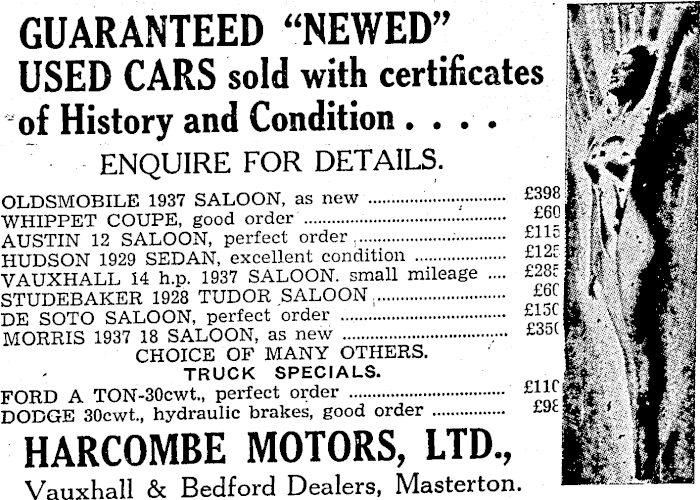 GUARANTEED “NEWED”
USED CARS sold with certificates
of History and Condition . . . .
ENQUIRE FOR DETAILS.
OLDSMOBILE 1937 SALOON, as new .................................. £398
WHIPPET COUPE, good order .................................................. £60
AUSTIN 12 SALOON, perfect order ..................................... £115
HUDSON 1929 SEDAN, excellent condition ...................... £125
VAUXHALL 14 h.p. 1937 SALOON. small mileage .... £285
STUDEBAKER 1928 TUDOR SALOON ................................ £60
DE SOTO SALOON, perfect order ........................................ £150
MORRIS 1937 18 SALOON, as new ........................................ £350
CHOICE OF MANY OTHERS.
TRUCK SPECIALS.
FORD A TON-30cwt., perfect order ...................................... £110
DODGE 30cwt., hydraulic brakes, good order .................. £98
HARCOMBE MOTORS, LTD.,
Vauxhall & Bedford Dealers, Masterton.